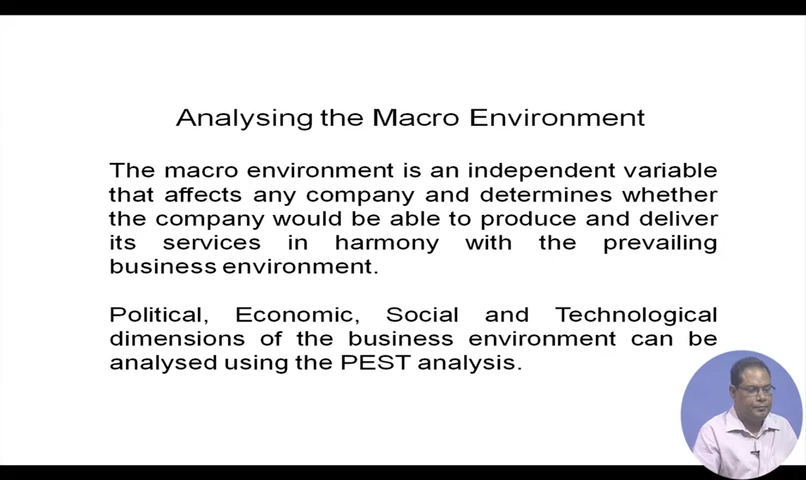 Analysing the Macro Environment
The macro environment is an independent variable
that affects any company and determines whether
the company would be able to produce and deliver
its services in harmony with the prevailing
business environment.
Political, Economic, Social and Technological
dimensions of the business environment can be
analysed using the PEST analysis.